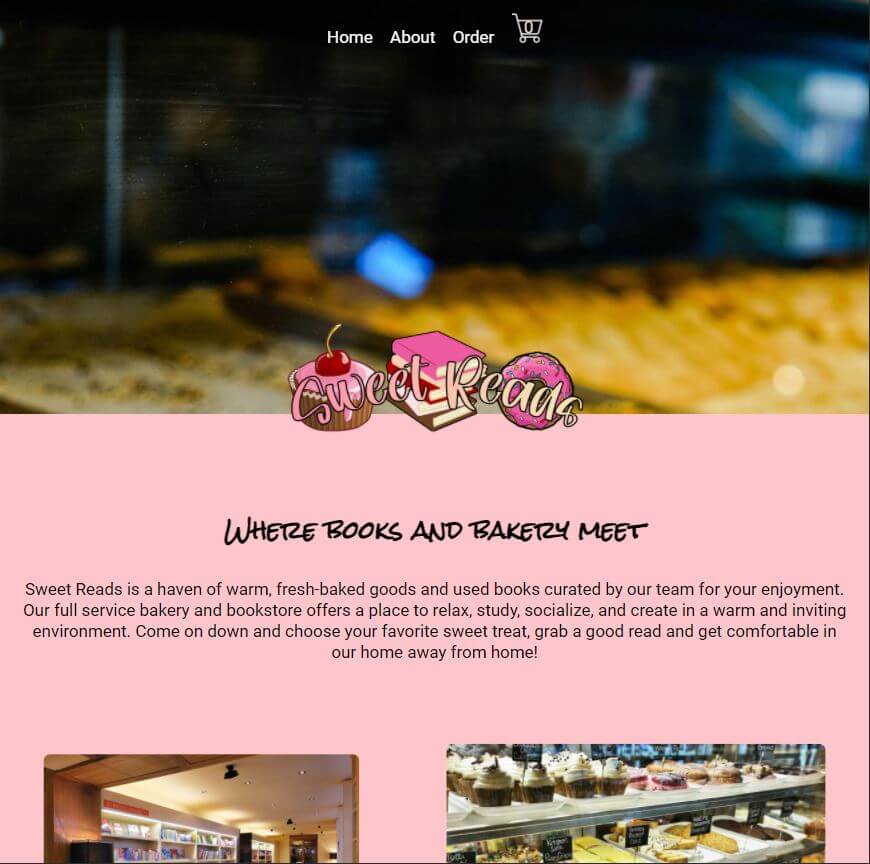 Home About Order 0
Sweet Reads
Where books and bakery meet
Sweet Reads is a haven of warm, fresh-baked goods and used books curated by our team for your enjoyment.
Our full service bakery and bookstore offers a place to relax, study, socialize, and create in a warm and inviting
environment. Come on down and choose your favorite sweet treat, grab a good read and get comfortable in
our home away from home!